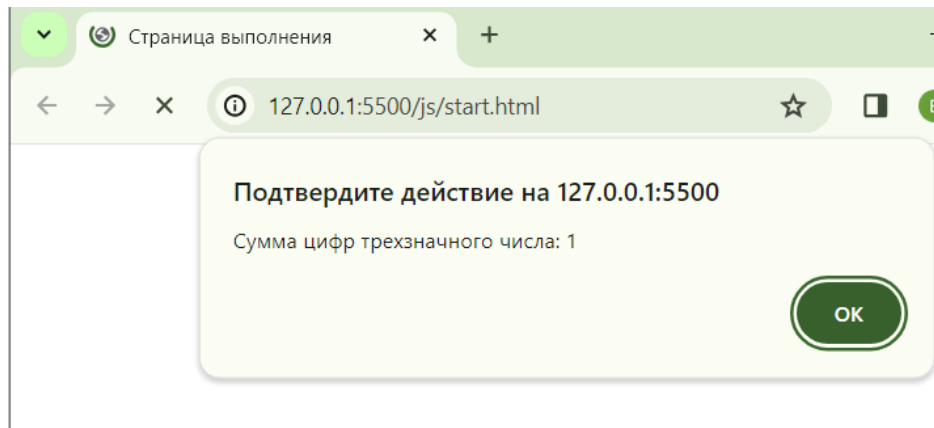 Страница выполнения
127.0.0.1:5500/js/start.html
Подтвердите действие на 127.0.0.1:5500
Сумма цифр трехзначного числа: 1
ОК